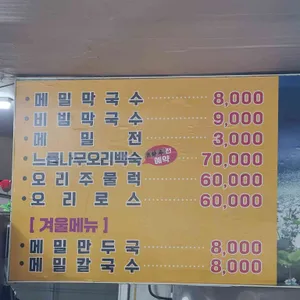 · 메밀막국수 ········ 8,000
· 비빔막국수 ········ 9,000
· 메밀전 ········ 3,000
· 느릅나무오리백숙 예약 70,000
· 오리주물럭 ········ 60,000
· 오리로스 ········ 60,000
[ 겨울메뉴 ]
· 메밀만두국 ········ 8,000
· 메밀칼국수 ········ 8,000